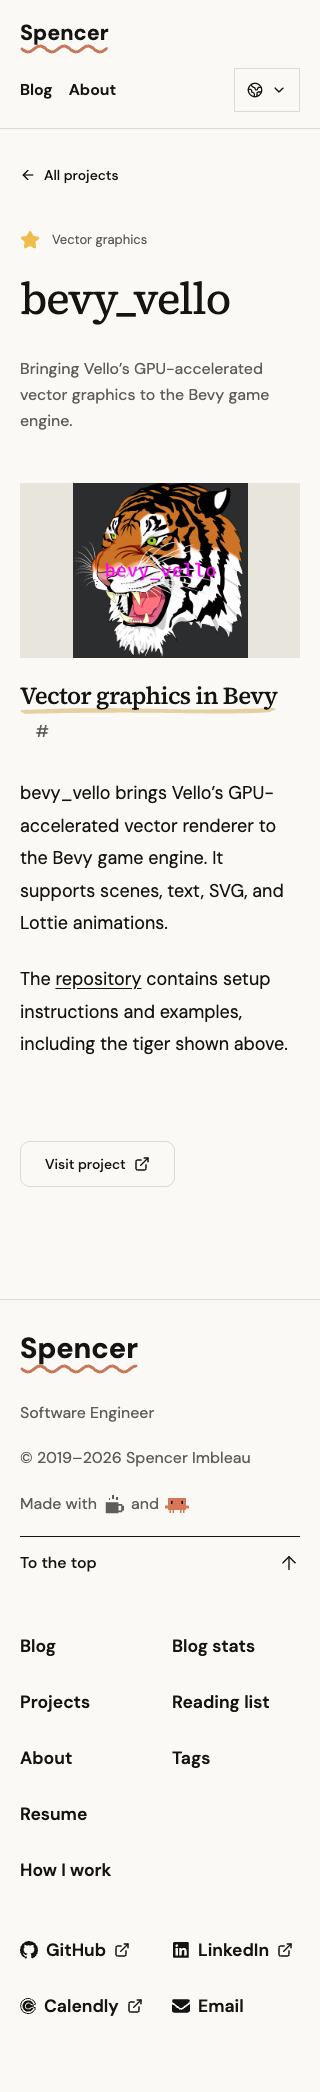 Spencer
Blog About
All projects
Vector graphics
bevy_vello
Bringing Vello’s GPU-accelerated
vector graphics to the Bevy game
engine.
bevy_vello
Vector graphics in Bevy
#
bevy_vello brings Vello’s GPU-
accelerated vector renderer to
the Bevy game engine. It
supports scenes, text, SVG, and
Lottie animations.
The repository contains setup
instructions and examples,
including the tiger shown above.
Visit project
Spencer
Software Engineer
© 2019–2026 Spencer Imbleau
Made with and
To the top
Blog Blog stats
Projects Reading list
About Tags
Resume
How I work
GitHub LinkedIn
Calendly Email